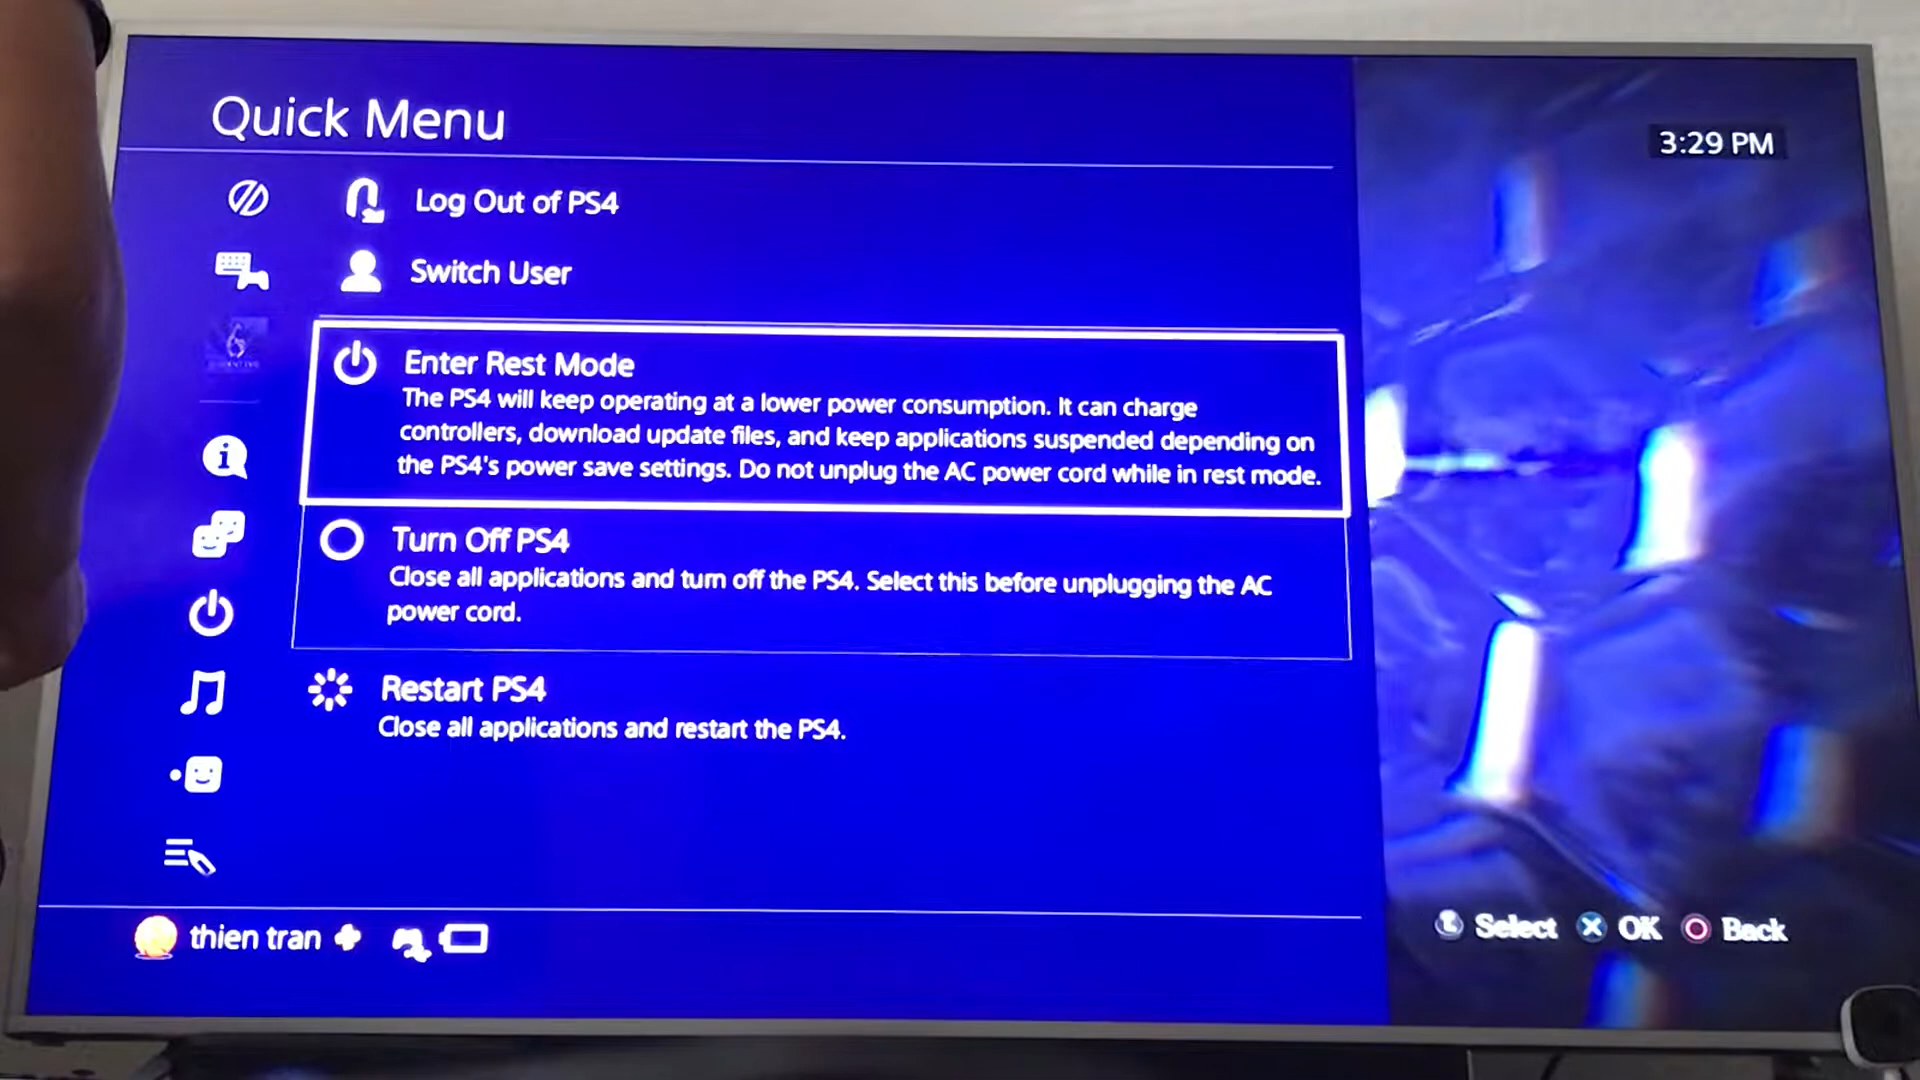 Quick Menu
3:29 PM
Log Out of PS4
Switch User
Enter Rest Mode
The PS4 will keep operating at a lower power consumption. It can charge
controllers, download update files, and keep applications suspended depending on
the PS4's power save settings. Do not unplug the AC power cord while in rest mode.
Turn Off PS4
Close all applications and turn off the PS4. Select this before unplugging the AC
power cord.
Restart PS4
Close all applications and restart the PS4.
thien tran
Select OK Back